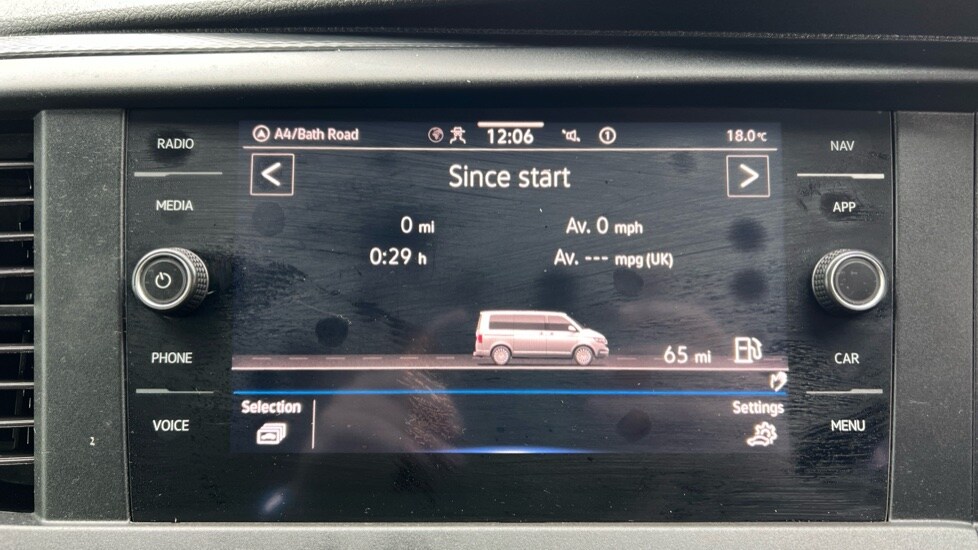 A4/Bath Road 12:06 1 18.0°C
RADIO
NAV
< Since start >
MEDIA
APP
0 mi Av. 0 mph
0:29 h Av. --- mpg (UK)
65 mi
PHONE
CAR
Selection Settings
VOICE
MENU